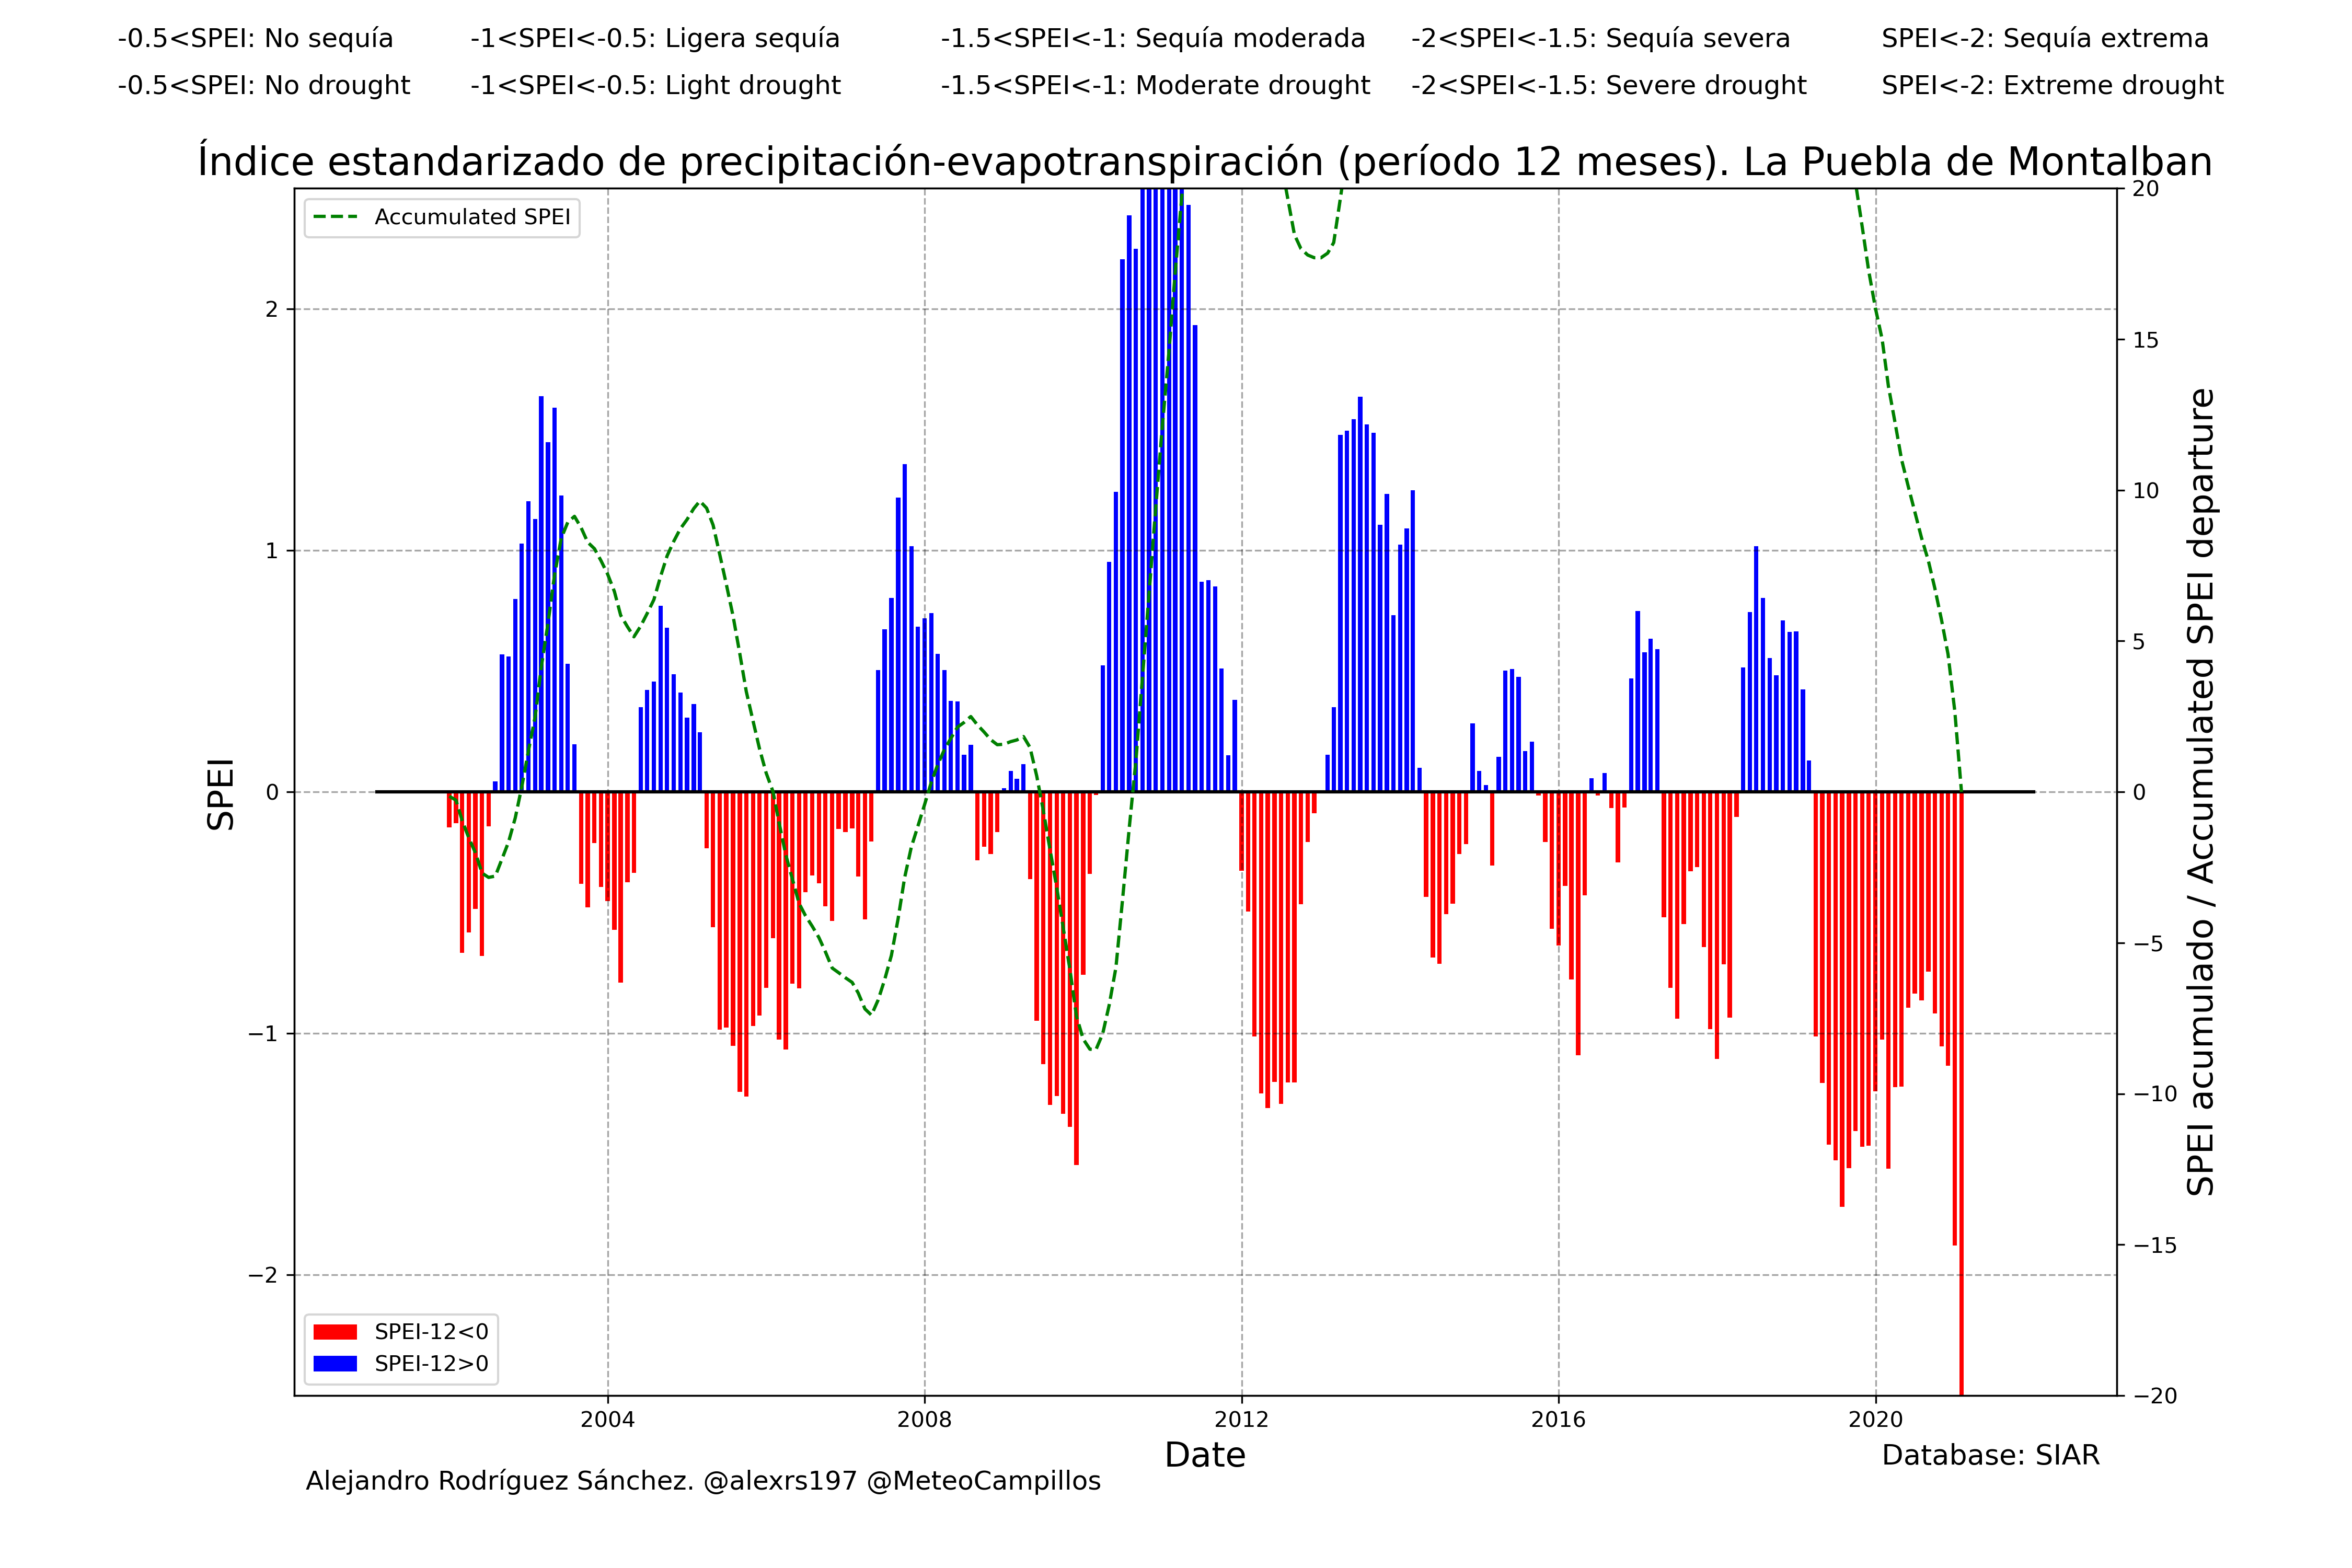 -0.5<SPEI: No sequía -1<SPEI<-0.5: Ligera sequía -1.5<SPEI<-1: Sequía moderada -2<SPEI<-1.5: Sequía severa SPEI<-2: Sequía extrema
-0.5<SPEI: No drought -1<SPEI<-0.5: Light drought -1.5<SPEI<-1: Moderate drought -2<SPEI<-1.5: Severe drought SPEI<-2: Extreme drought
Índice estandarizado de precipitación-evapotranspiración (período 12 meses). La Puebla de Montalban
Accumulated SPEI
SPEI
2
1
0
−1
−2
20
15
10
5
0
−5
−10
−15
−20
SPEI acumulado / Accumulated SPEI departure
SPEI-12<0
SPEI-12>0
2004 2008 2012 2016 2020
Date
Database: SIAR
Alejandro Rodríguez Sánchez. @alexrs197 @MeteoCampillos